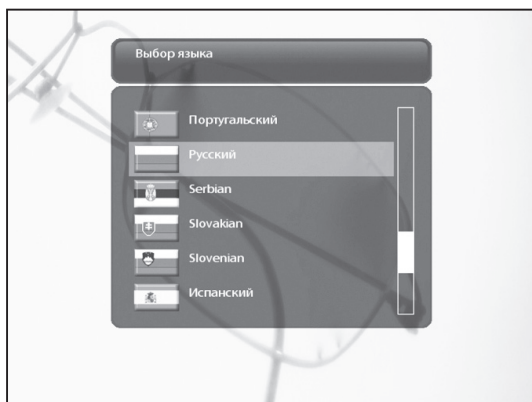 Выбор языка
Португальский
Русский
Serbian
Slovakian
Slovenian
Испанский